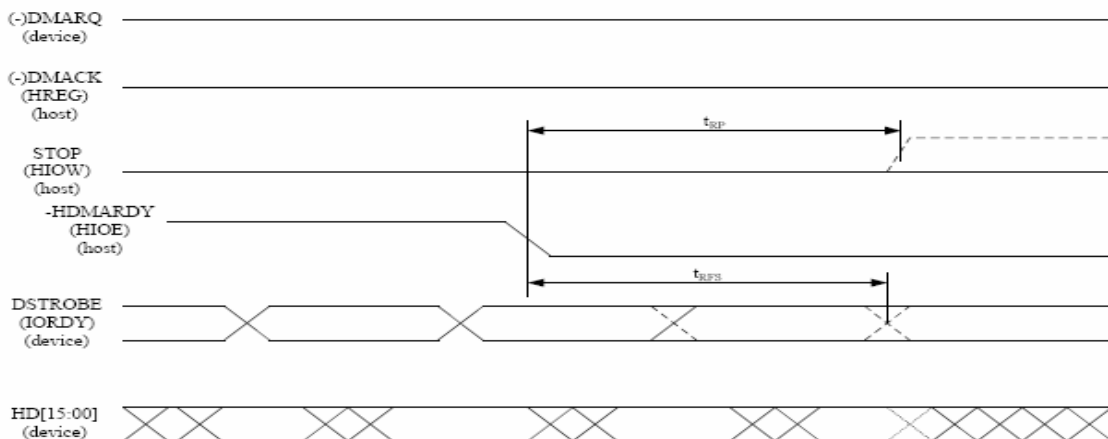 (-)DMARQ
(device)
(-)DMACK
(HREG)
(host)
tRP
STOP
(HIOW)
(host)
-HDMARDY
(HIOE)
(host)
tRFS
DSTROBE
(IORDY)
(device)
HD[15:00]
(device)